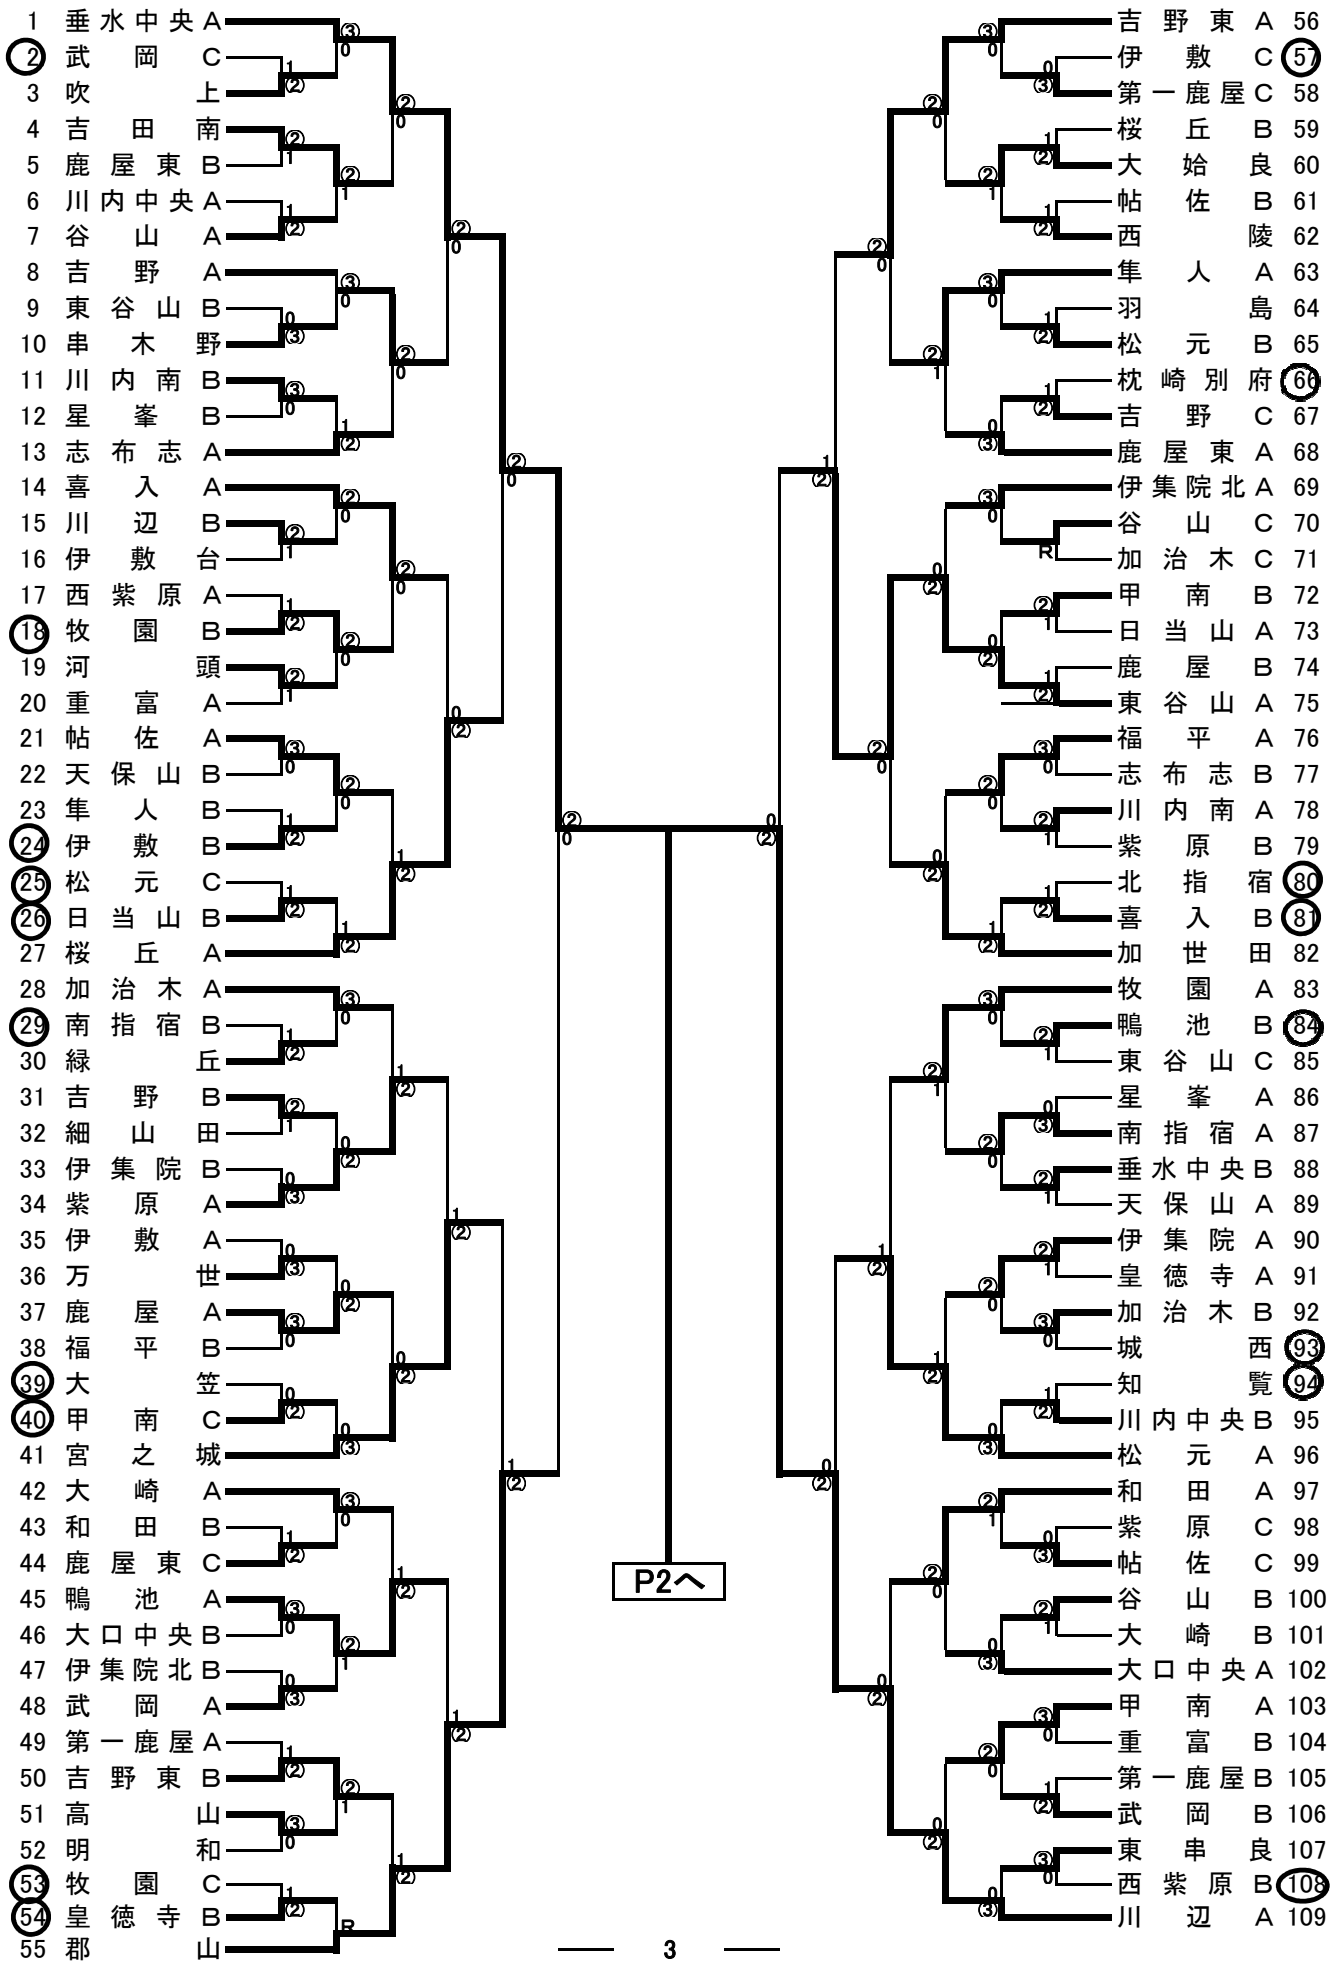 1 垂水中央A
2 武岡C
3 吹上
4 吉田南
5 鹿屋東B
6 川内中央A
7 谷山A
8 吉野A
9 東谷山B
10 串木野
11 川内南B
12 星峯B
13 志布志A
14 喜入A
15 川辺B
16 伊敷台
17 西紫原A
18 牧園B
19 河頭
20 重富A
21 帖佐A
22 天保山B
23 隼人B
24 伊敷B
25 松元C
26 日当山B
27 桜丘A
28 加治木A
29 南指宿B
30 緑丘
31 吉野B
32 細山田
33 伊集院B
34 紫原A
35 伊敷A
36 万世
37 鹿屋A
38 福平B
39 大笠
40 甲南C
41 宮之城
42 大崎A
43 和田B
44 鹿屋東C
45 鴨池A
46 大口中央B
47 伊集院北B
48 武岡A
49 第一鹿屋A
50 吉野東B
51 高山
52 明和
53 牧園C
54 皇徳寺B
55 郡山
P2へ
3
吉野東A 56
伊敷C 57
第一鹿屋C 58
桜丘B 59
大姶良 60
帖佐B 61
西陵 62
隼人A 63
羽島 64
松元B 65
枕崎別府 66
吉野C 67
鹿屋東A 68
伊集院北A 69
谷山C 70
加治木C 71
甲南B 72
日当山A 73
鹿屋B 74
東谷山A 75
福平A 76
志布志B 77
川内南A 78
紫原B 79
北指宿 80
喜入B 81
加世田 82
牧園A 83
鴨池B 84
東谷山C 85
星峯A 86
南指宿A 87
垂水中央B 88
天保山A 89
伊集院A 90
皇徳寺A 91
加治木B 92
城西 93
知覧 94
川内中央B 95
松元A 96
和田A 97
紫原C 98
帖佐C 99
谷山B 100
大崎B 101
大口中央A 102
甲南A 103
重富B 104
第一鹿屋B 105
武岡B 106
東串良 107
西紫原B 108
川辺A 109